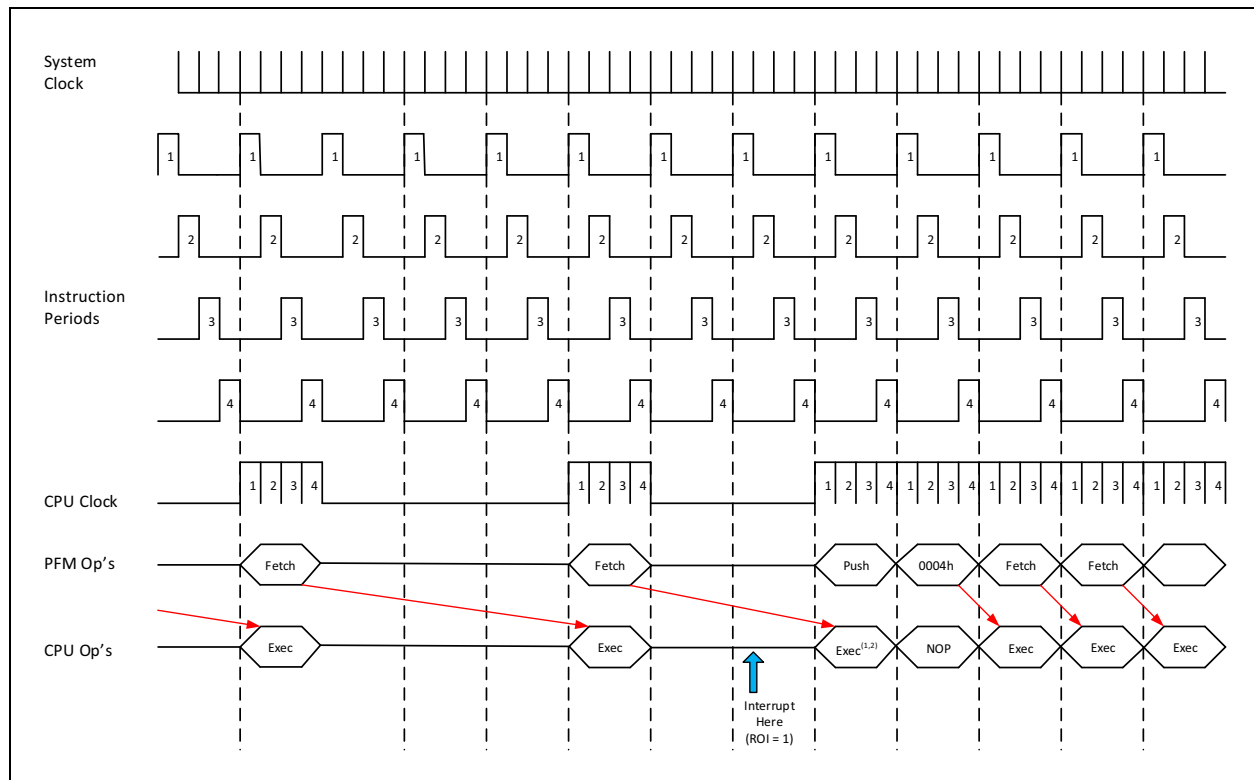 System
Clock
1 1 1 1 1 1 1 1 1 1 1 1 1
2 2 2 2 2 2 2 2 2 2 2 2 2
Instruction
Periods
3 3 3 3 3 3 3 3 3 3 3 3 3
4 4 4 4 4 4 4 4 4 4 4 4 4
CPU Clock 1 2 3 4 1 2 3 4 1 2 3 4 1 2 3 4 1 2 3 4 1 2 3 4 1 2 3 4
PFM Op's Fetch Fetch Push 0004h Fetch Fetch
CPU Op's Exec Exec Exec(1,2) NOP Exec Exec Exec
Interrupt
Here
(ROI = 1)